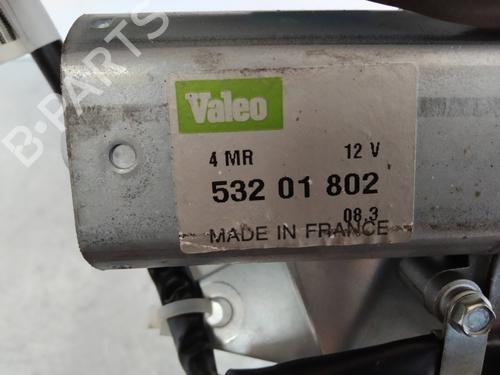 B-PARTS
Valeo
4 MR 12 V
532 01 802
08.3
MADE IN FRANCE